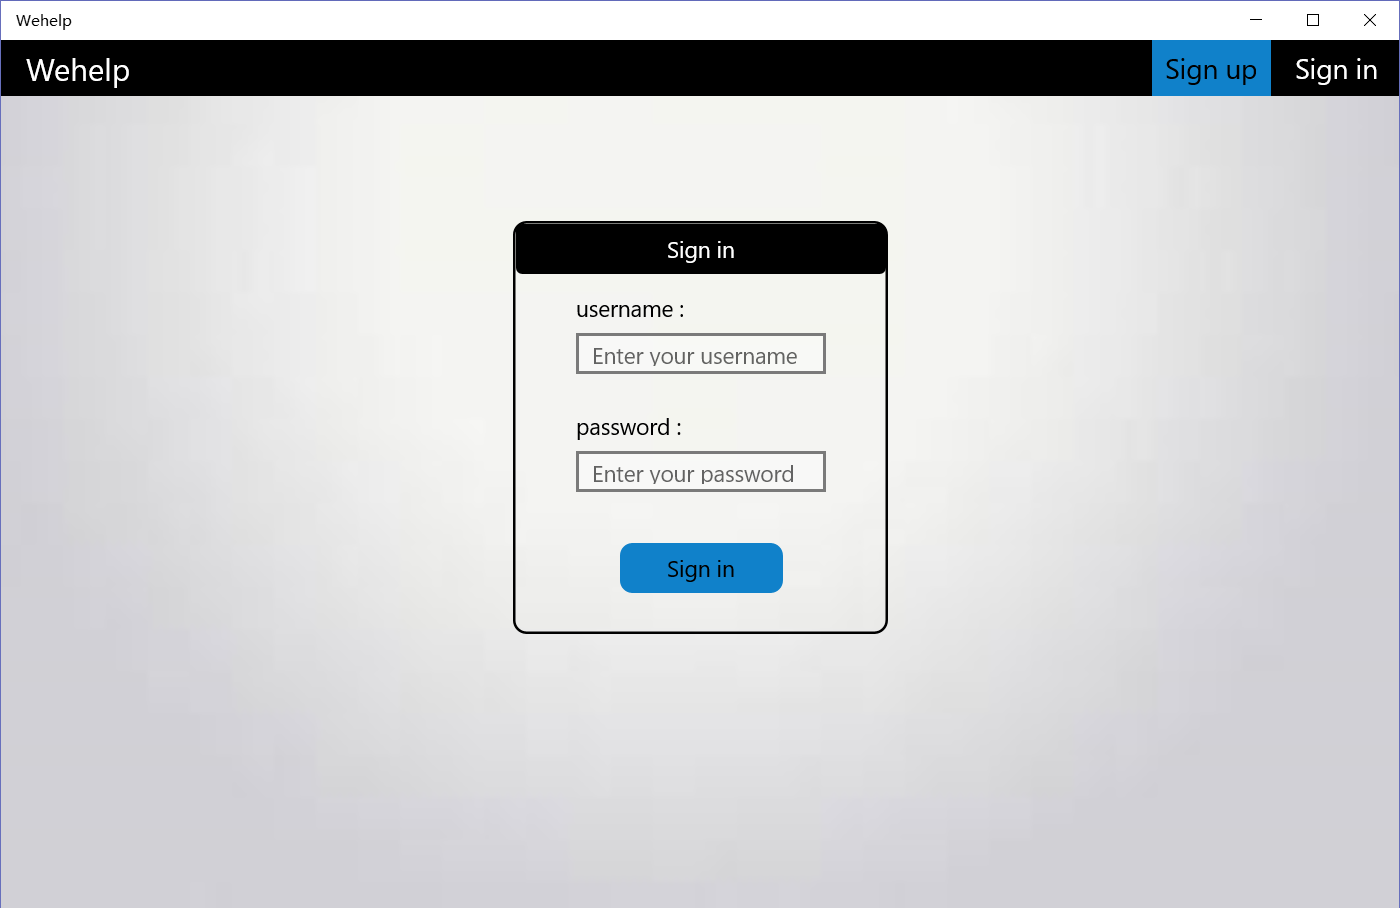 Wehelp
Wehelp Sign up Sign in
Sign in
username :
Enter your username
password :
Enter your password
Sign in